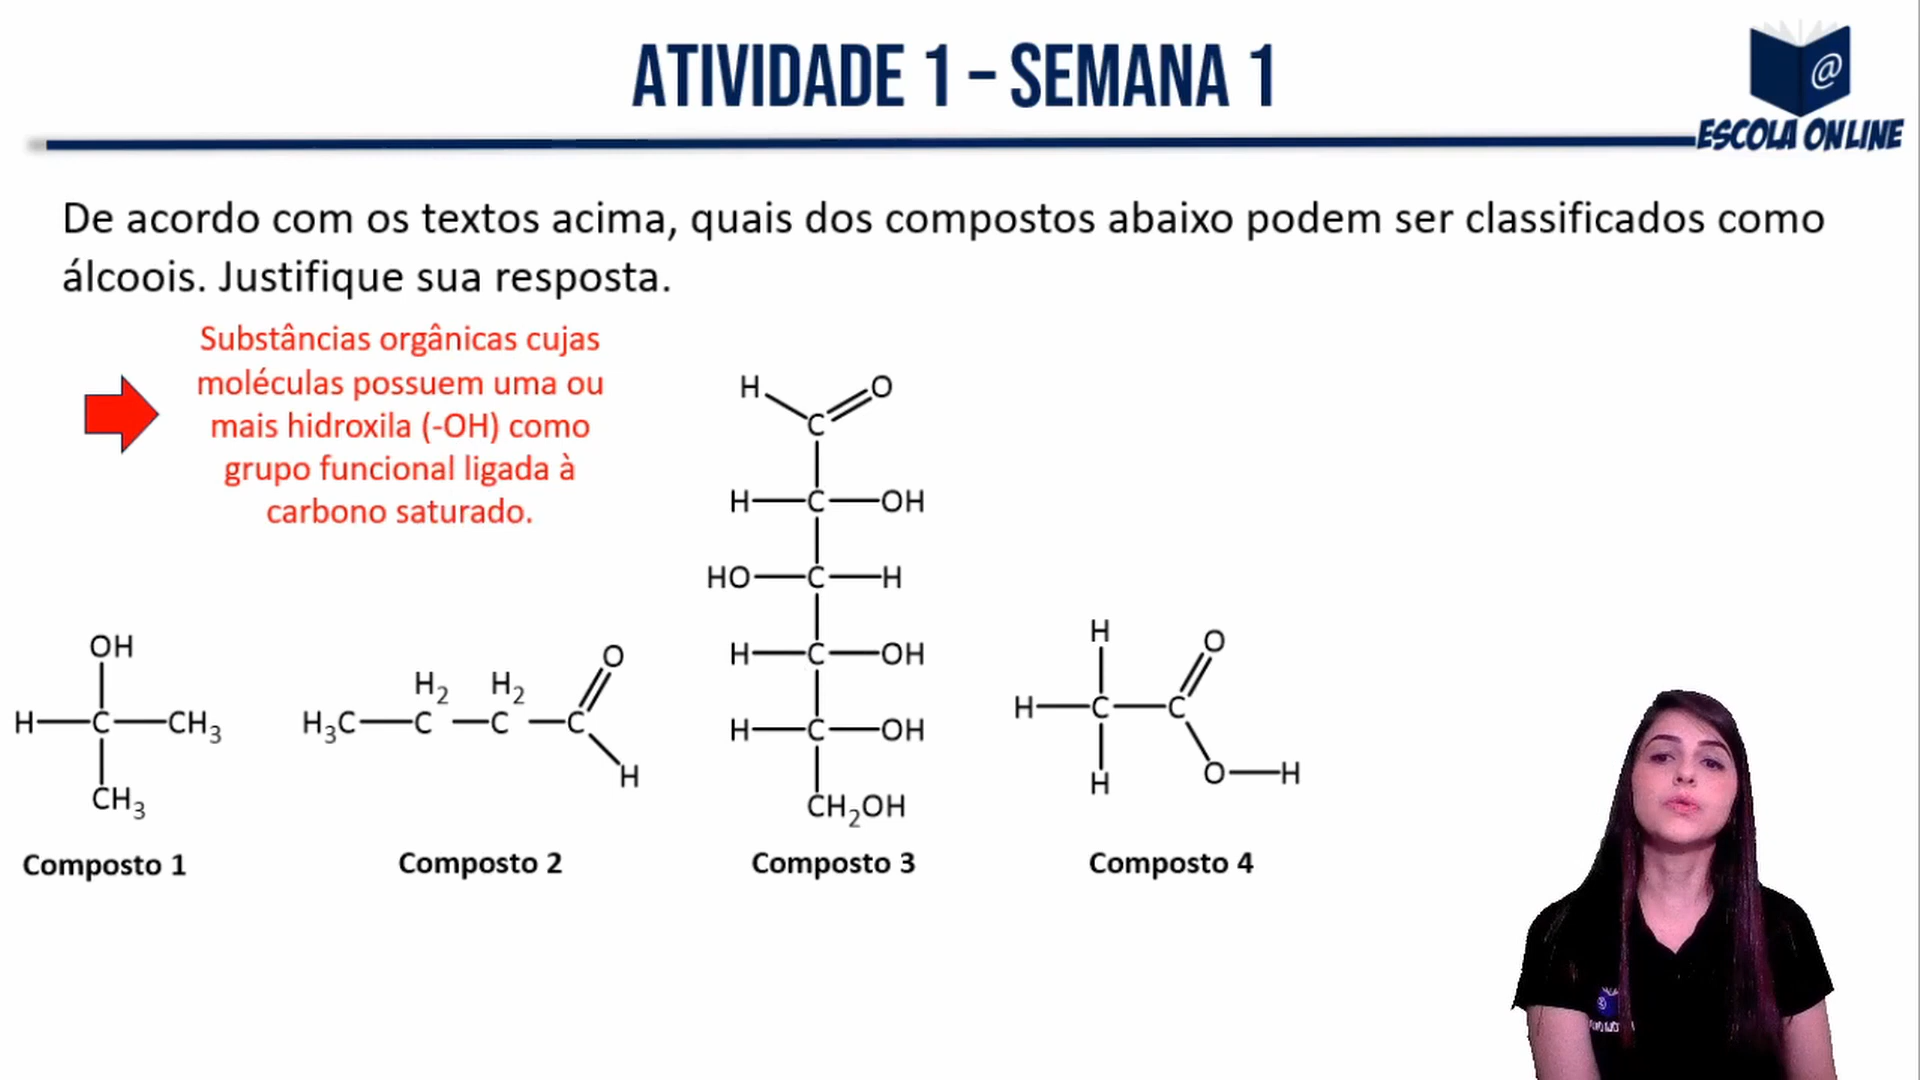 ATIVIDADE 1 – SEMANA 1
@
ESCOLA ONLINE
De acordo com os textos acima, quais dos compostos abaixo podem ser classificados como
álcoois. Justifique sua resposta.
Substâncias orgânicas cujas
moléculas possuem uma ou
mais hidroxila (-OH) como
grupo funcional ligada à
carbono saturado.
OH
H—C—CH₃
CH₃
Composto 1
O
H₂ H₂
H₃C—C—C—C
H
Composto 2
H O
C
H—C—OH
HO—C—H
H—C—OH
H—C—OH
CH₂OH
Composto 3
H O
H—C—C
H O—H
Composto 4